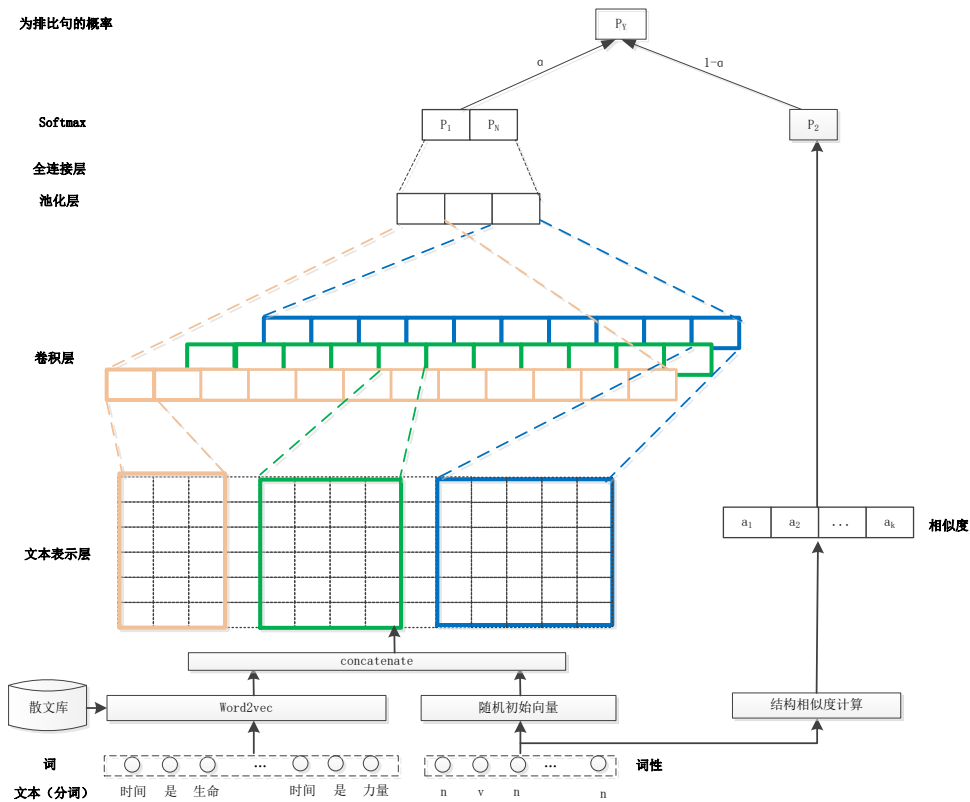 为排比句的概率
P_Y
α
1-α
Softmax
P_1 P_N
P_2
全连接层
池化层
卷积层
a_1 a_2 ... a_k
相似度
文本表示层
concatenate
散文库
Word2vec
随机初始向量
结构相似度计算
词
...
...
词性
文本（分词）
时间 是 生命 时间 是 力量
n v n n